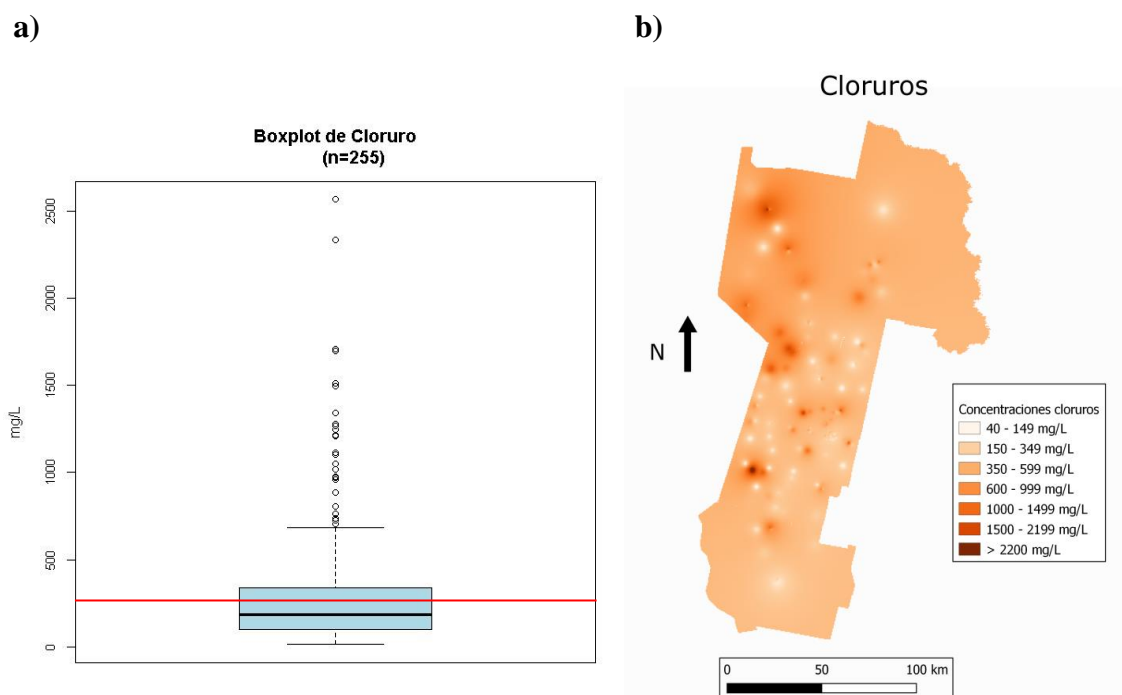 a)
Boxplot de Cloruro
(n=255)
2500
2000
1500
1000
500
0
mg/L
b)
Cloruros
N
Concentraciones cloruros
40 - 149 mg/L
150 - 349 mg/L
350 - 599 mg/L
600 - 999 mg/L
1000 - 1499 mg/L
1500 - 2199 mg/L
> 2200 mg/L
0 50 100 km